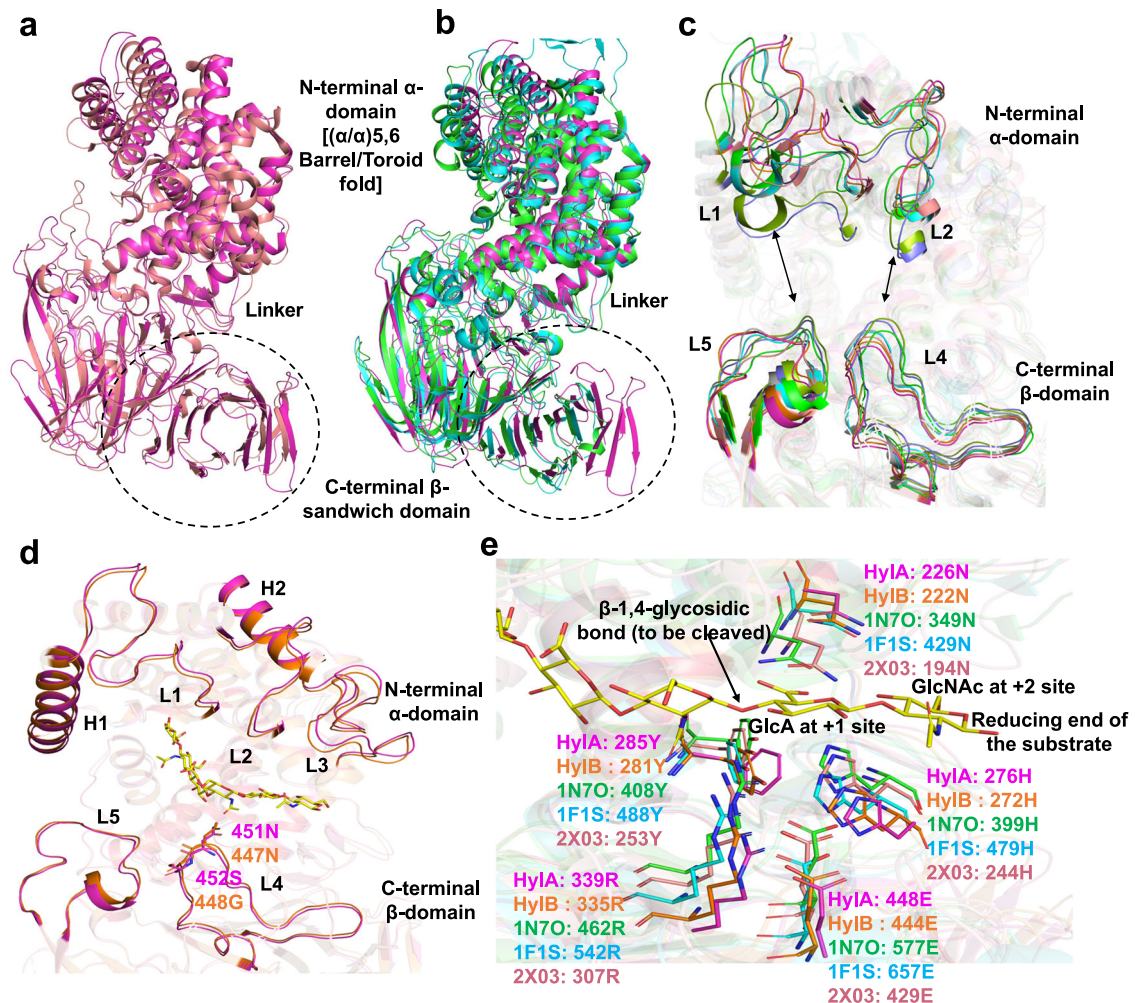 a
b
c
N-terminal α-
domain
[(α/α)5,6
Barrel/Toroid
fold]
Linker
Linker
C-terminal β-
sandwich domain
N-terminal
α-domain
L1
L2
L5
L4
C-terminal
β-domain
d
H2
L1
H1
N-terminal
α-domain
L2
L3
L5
451N
447N
452S
448G
L4
C-terminal
β-domain
e
HylA: 226N
HylB: 222N
1N7O: 349N
1F1S: 429N
2X03: 194N
β-1,4-glycosidic
bond (to be cleaved)
GlcNAc at +2 site
GlcA at +1 site
Reducing end of
the substrate
HylA: 285Y
HylB: 281Y
1N7O: 408Y
1F1S: 488Y
2X03: 253Y
HylA: 276H
HylB : 272H
1N7O: 399H
1F1S: 479H
2X03: 244H
HylA: 339R
HylB : 335R
1N7O: 462R
1F1S: 542R
2X03: 307R
HylA: 448E
HylB : 444E
1N7O: 577E
1F1S: 657E
2X03: 429E